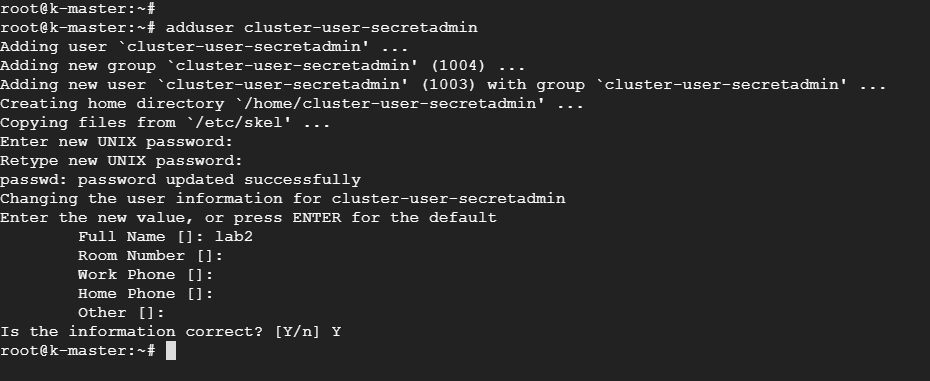 root@k-master:~#
root@k-master:~# adduser cluster-user-secretadmin
Adding user `cluster-user-secretadmin' ...
Adding new group `cluster-user-secretadmin' (1004) ...
Adding new user `cluster-user-secretadmin' (1003) with group `cluster-user-secretadmin' ...
Creating home directory `/home/cluster-user-secretadmin' ...
Copying files from `/etc/skel' ...
Enter new UNIX password:
Retype new UNIX password:
passwd: password updated successfully
Changing the user information for cluster-user-secretadmin
Enter the new value, or press ENTER for the default
        Full Name []: lab2
        Room Number []:
        Work Phone []:
        Home Phone []:
        Other []:
Is the information correct? [Y/n] Y
root@k-master:~#